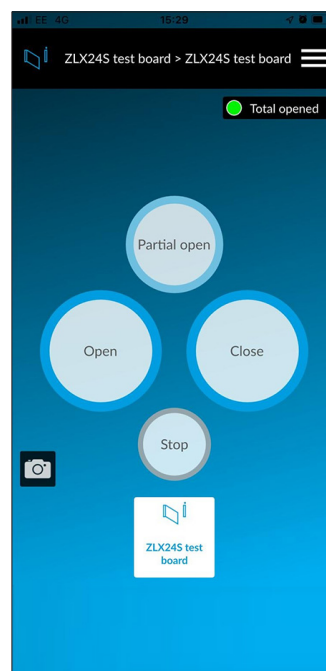 EE 4G 15:29
ZLX24S test board > ZLX24S test board
Total opened
Partial open
Open
Close
Stop
ZLX24S test
board